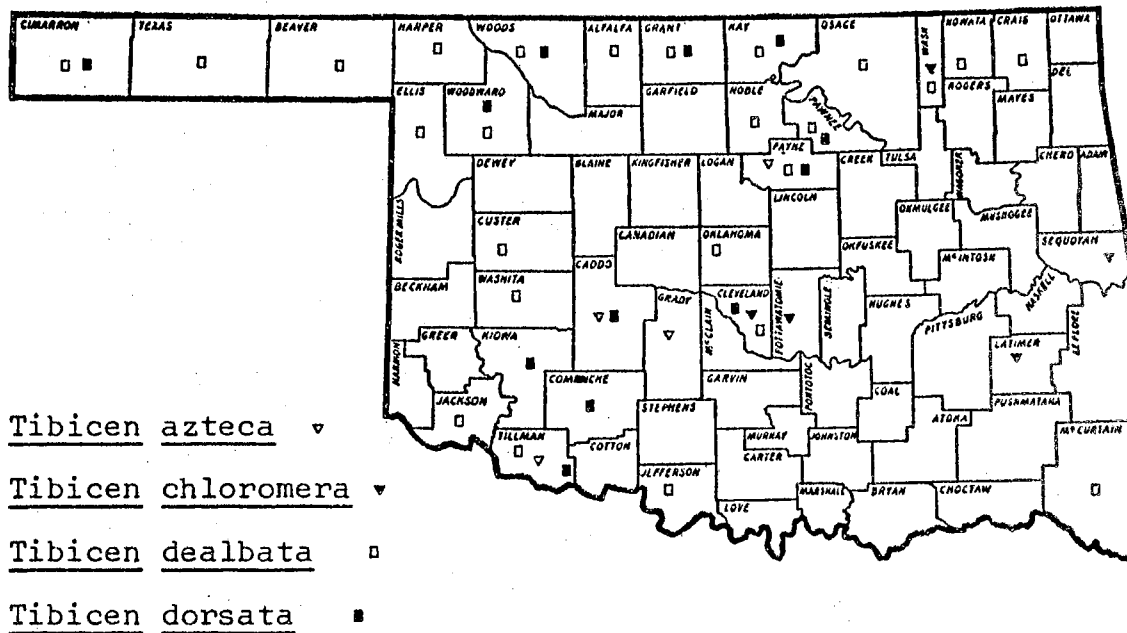 CIMARRON TEXAS BEAVER HARPER WOODS ALFALFA GRANT KAY OSAGE WASH NOWATA CRAIG OTTAWA
ELLIS WOODWARD GARFIELD NOBLE PAWNEE ROGERS DEL
MAJOR MAYES
DEWEY BLAINE KINGFISHER LOGAN PAYNE CREEK TULSA WAGONER CHERO ADAM
ROGER MILLS CUSTER CANADIAN OKLAHOMA LINCOLN OKFUSKEE OKMULGEE MUSKOGEE SEQUOYAH
BECKHAM WASHITA CADDO GRADY McCLAIN CLEVELAND POTTAWATOMIE SEMINOLE HUGHES McINTOSH HASKELL
HARMON GREER KIOWA PITTSBURG LATIMER LEFLORE
JACKSON COMANCHE GARVIN PONTOTOC COAL PUSHMATAHA
TILLMAN COTTON STEPHENS MURRAY JOHNSTON ATOKA McCURTAIN
JEFFERSON CARTER MARSHALL BRYAN CHOCTAW
LOVE
Tibicen azteca
Tibicen chloromera
Tibicen dealbata
Tibicen dorsata